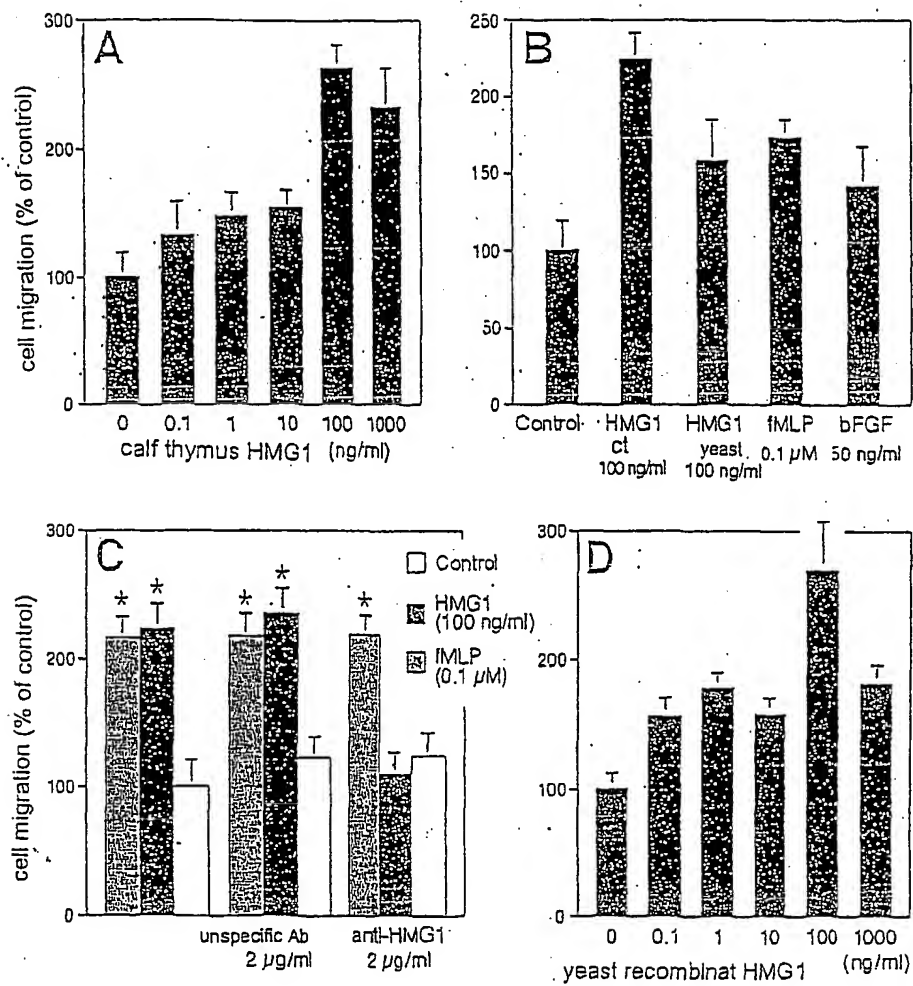 A
cell migration (% of control)
300
200
100
0
0 0.1 1 10 100 1000
calf thymus HMG1 (ng/ml)
B
250
200
150
100
50
0
Control HMG1 HMG1 fMLP bFGF
ct yeast 0.1 µM 50 ng/ml
100 ng/ml 100 ng/ml
C
cell migration (% of control)
300
200
100
0
* * * * *
Control
HMG1
(100 ng/ml)
fMLP
(0.1 µM)
unspecific Ab anti-HMG1
2 µg/ml 2 µg/ml
D
300
200
100
0
0 0.1 1 10 100 1000
yeast recombinat HMG1 (ng/ml)